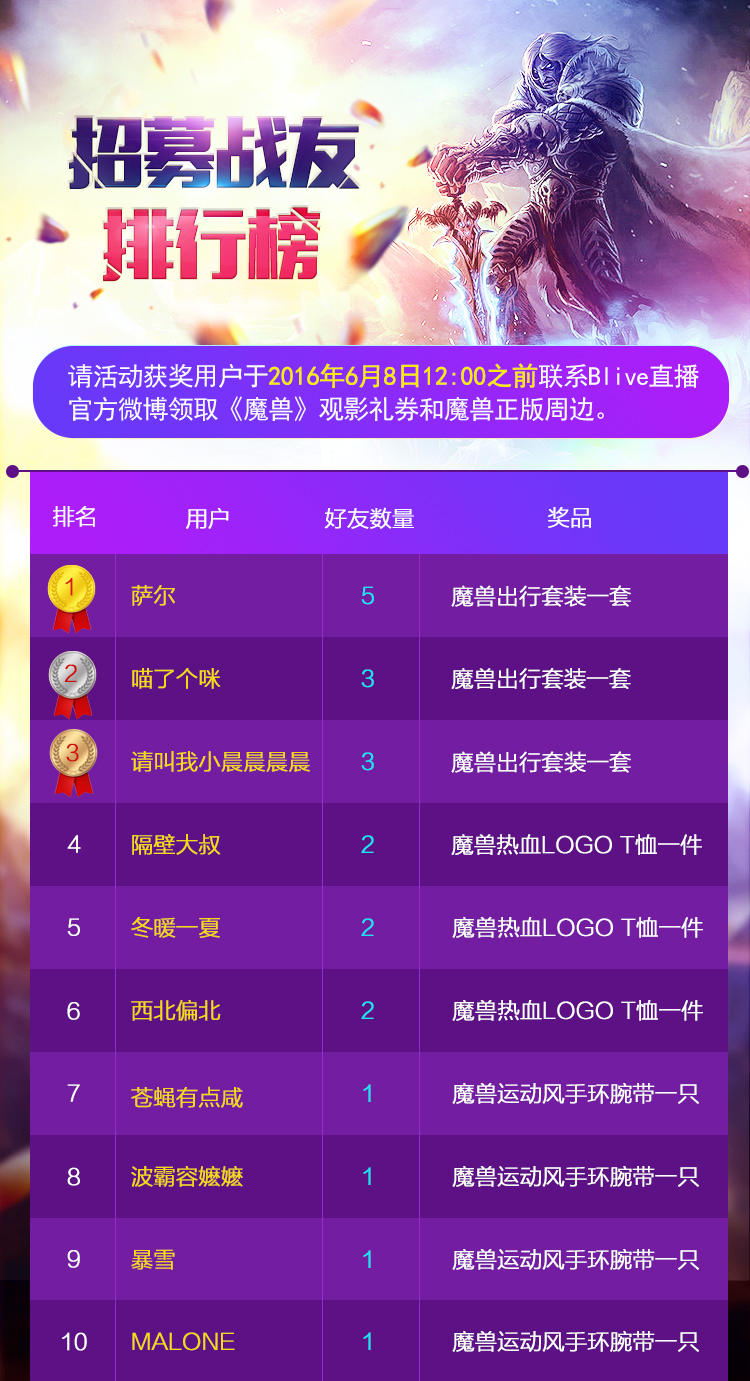 招募战友
排行榜
请活动获奖用户于2016年6月8日12:00之前联系Blive直播
官方微博领取《魔兽》观影礼券和魔兽正版周边。
排名 用户 好友数量 奖品
1 萨尔 5 魔兽出行套装一套
2 喵了个咪 3 魔兽出行套装一套
3 请叫我小晨晨晨晨 3 魔兽出行套装一套
4 隔壁大叔 2 魔兽热血LOGO T恤一件
5 冬暖一夏 2 魔兽热血LOGO T恤一件
6 西北偏北 2 魔兽热血LOGO T恤一件
7 苍蝇有点咸 1 魔兽运动风手环腕带一只
8 波霸容嬷嬷 1 魔兽运动风手环腕带一只
9 暴雪 1 魔兽运动风手环腕带一只
10 MALONE 1 魔兽运动风手环腕带一只